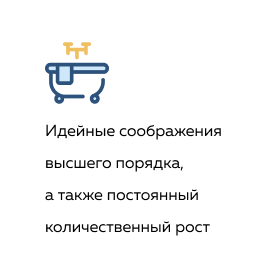 Идейные соображения
высшего порядка,
а также постоянный
количественный рост